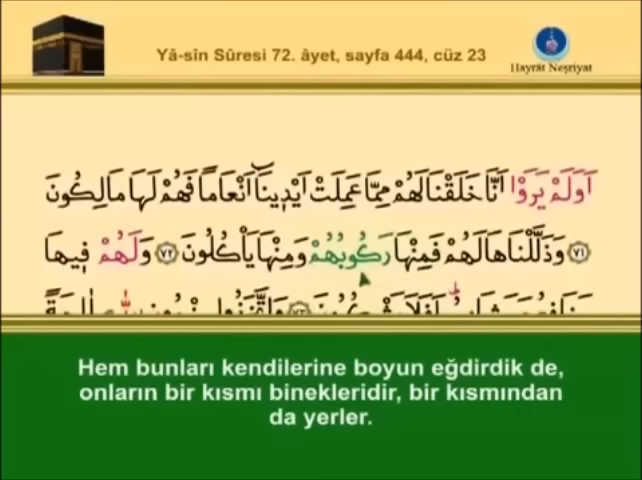 Yâ-sîn Sûresi 72. âyet, sayfa 444, cüz 23
Hayrât Neşriyat
اَوَلَمْ يَرَوْا اَنَّا خَلَقْنَا لَهُمْ مِمَّا عَمِلَتْ اَيْدٖينَٓا اَنْعَامًا فَهُمْ لَهَا مَالِكُونَ
﴿٧١﴾ وَذَلَّلْنَاهَا لَهُمْ فَمِنْهَا رَكُوبُهُمْ وَمِنْهَا يَأْكُلُونَ ﴿٧٢﴾ وَلَهُمْ فٖيهَا
Hem bunları kendilerine boyun eğdirdik de,
onların bir kısmı binekleridir, bir kısmından
da yerler.